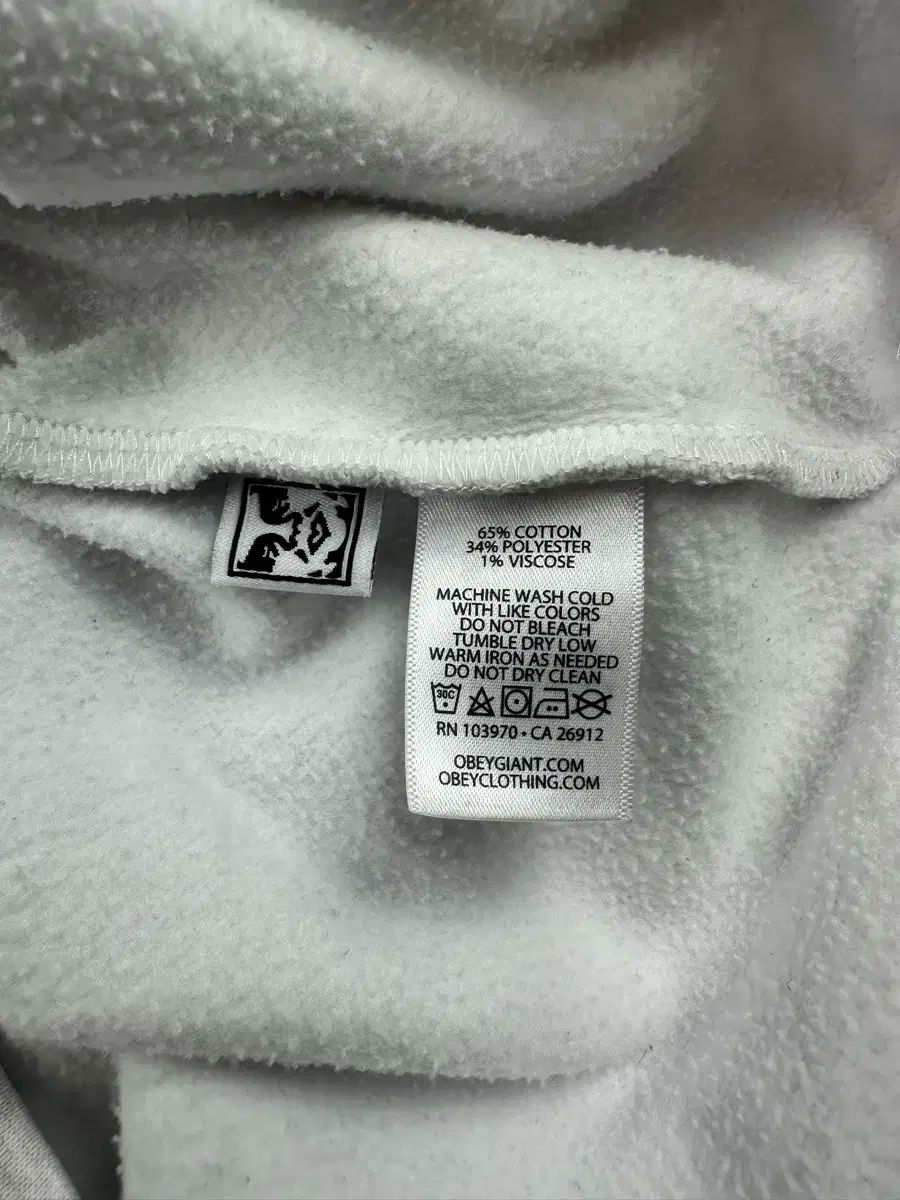 65% COTTON
34% POLYESTER
1% VISCOSE
MACHINE WASH COLD
WITH LIKE COLORS
DO NOT BLEACH
TUMBLE DRY LOW
WARM IRON AS NEEDED
DO NOT DRY CLEAN
30C
RN 103970 • CA 26912
OBEYGIANT.COM
OBEYCLOTHING.COM